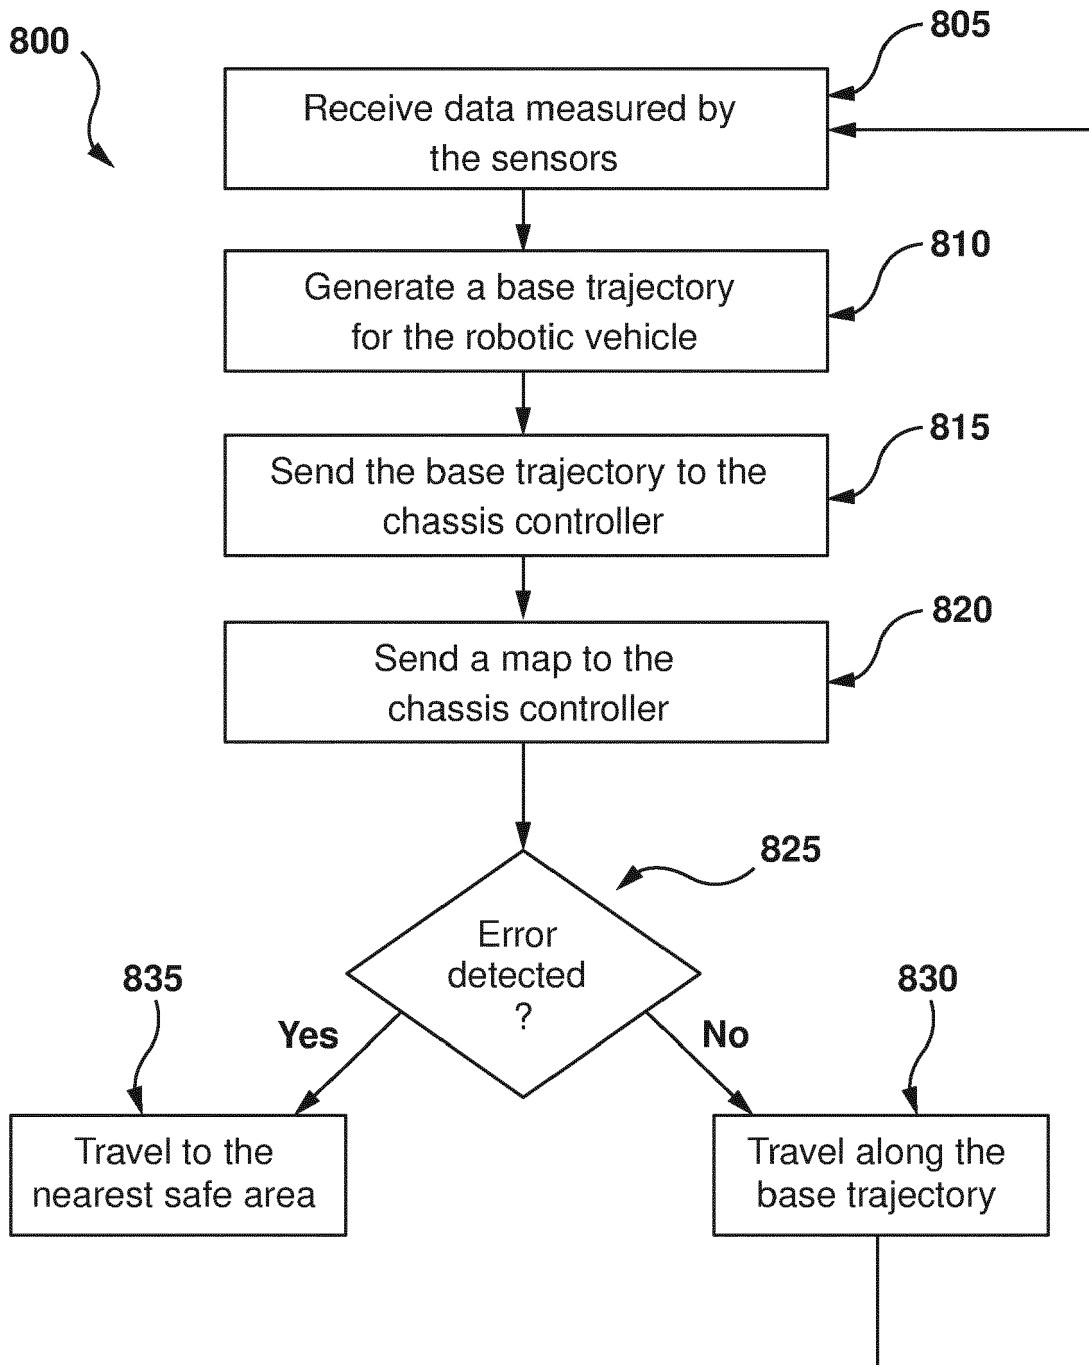 800
805
Receive data measured by
the sensors
810
Generate a base trajectory
for the robotic vehicle
815
Send the base trajectory to the
chassis controller
820
Send a map to the
chassis controller
825
Error
detected
?
835
830
Yes
No
Travel to the
nearest safe area
Travel along the
base trajectory